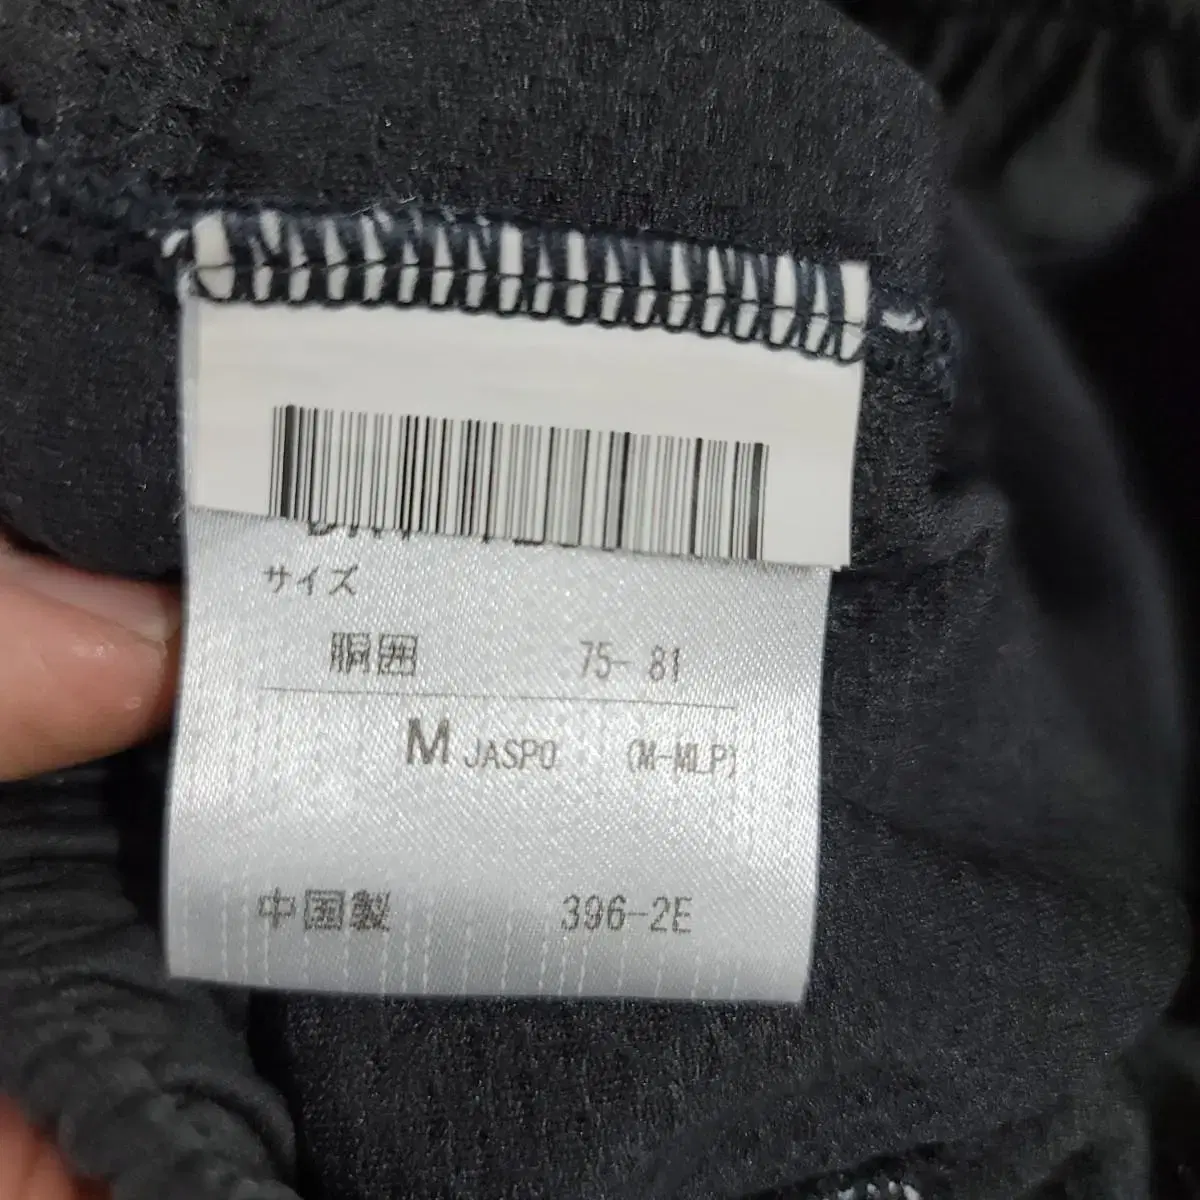 サイズ
胴囲 75- 81
M JASPO (M-MLP)
中国製 396-2E